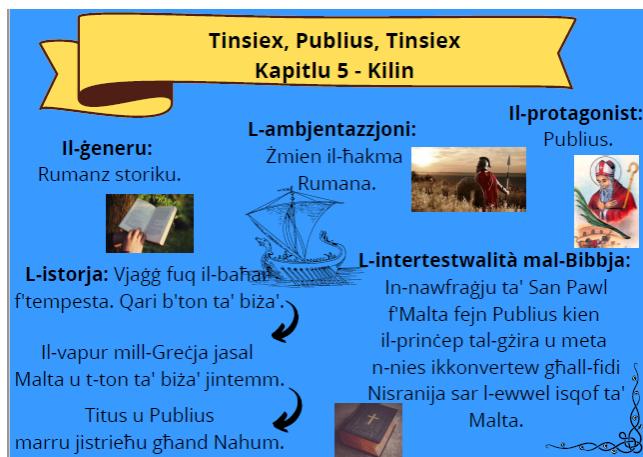 Tinsiex, Publius, Tinsiex
Kapitlu 5 - Kilin
Il-ġeneru:
Rumanz storiku.
L-ambjentazzjoni:
Żmien il-ħakma
Rumana.
Il-protagonist:
Publius.
L-istorja: Vjaġġ fuq il-baħar
f'tempesta. Qari b'ton ta' biża'.
Il-vapur mill-Greċja jasal
Malta u t-ton ta' biża' jintemm.
Titus u Publius
marru jistrieħu għand Nahum.
L-intertestwalità mal-Bibbja:
In-nawfraġju ta' San Pawl
f'Malta fejn Publius kien
il-prinċep tal-gżira u meta
n-nies ikkonvertew għall-fidi
Nisranija sar l-ewwel isqof ta'
Malta.